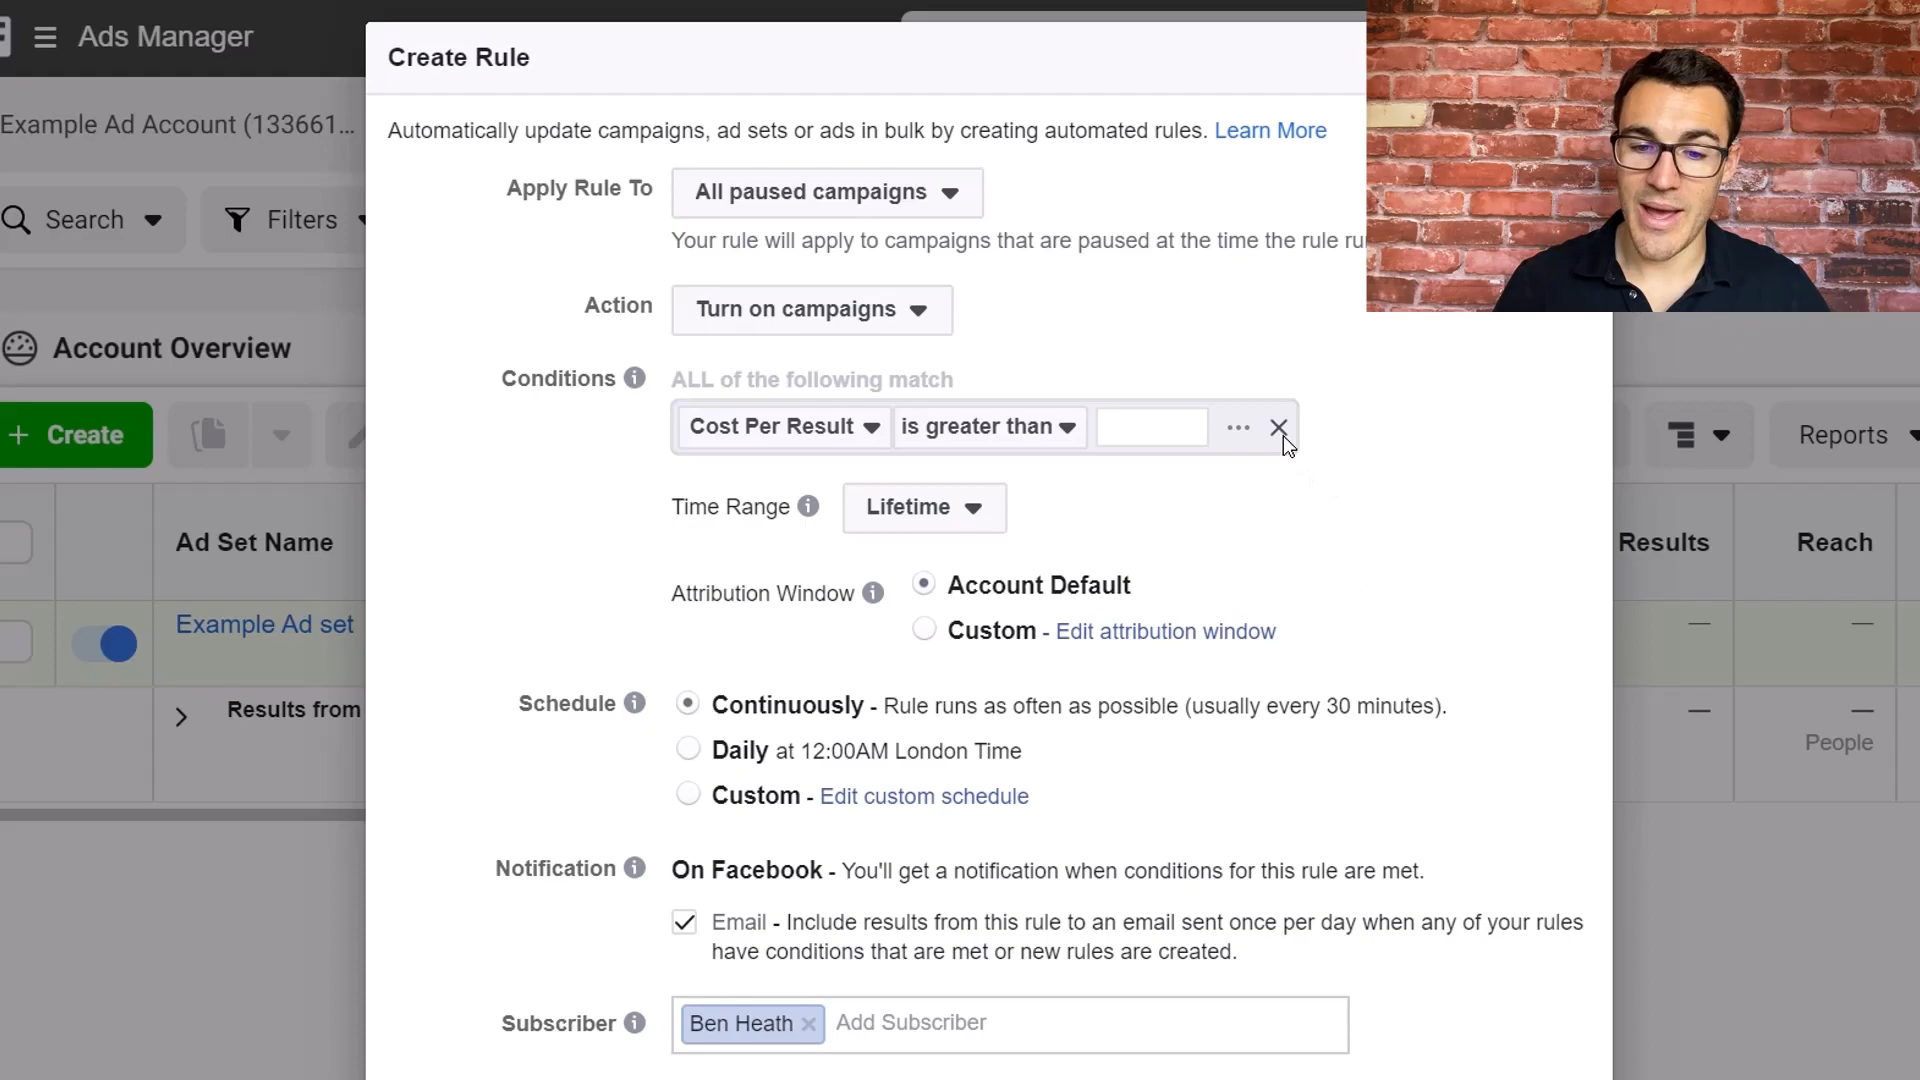 Ads Manager
Create Rule
Example Ad Account (133661...
Automatically update campaigns, ad sets or ads in bulk by creating automated rules. Learn More
Apply Rule To All paused campaigns
Search Filters
Your rule will apply to campaigns that are paused at the time the rule
Action Turn on campaigns
Account Overview
Conditions ALL of the following match
+ Create
Cost Per Result is greater than
Reports
Time Range Lifetime
Ad Set Name
Results Reach
Attribution Window Account Default
Custom - Edit attribution window
Example Ad set
— —
Schedule Continuously - Rule runs as often as possible (usually every 30 minutes).
Results from
— —
People
Daily at 12:00AM London Time
Custom - Edit custom schedule
Notification On Facebook - You'll get a notification when conditions for this rule are met.
Email - Include results from this rule to an email sent once per day when any of your rules
have conditions that are met or new rules are created.
Subscriber Ben Heath Add Subscriber